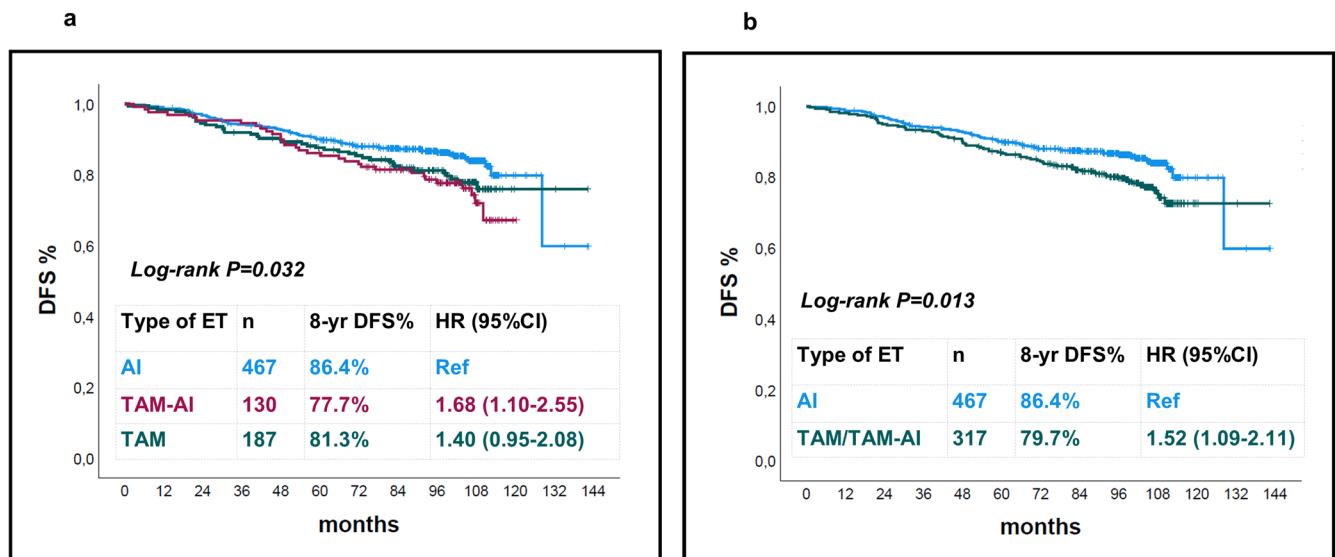 a
1,0
0,8
0,6
0,4
0,2
0,0
DFS %
Log-rank P=0.032
Type of ET n 8-yr DFS% HR (95%CI)
AI 467 86.4% Ref
TAM-AI 130 77.7% 1.68 (1.10-2.55)
TAM 187 81.3% 1.40 (0.95-2.08)
0 12 24 36 48 60 72 84 96 108 120 132 144
months
b
1,0
0,8
0,6
0,4
0,2
0,0
DFS %
Log-rank P=0.013
Type of ET n 8-yr DFS% HR (95%CI)
AI 467 86.4% Ref
TAM/TAM-AI 317 79.7% 1.52 (1.09-2.11)
0 12 24 36 48 60 72 84 96 108 120 132 144
months